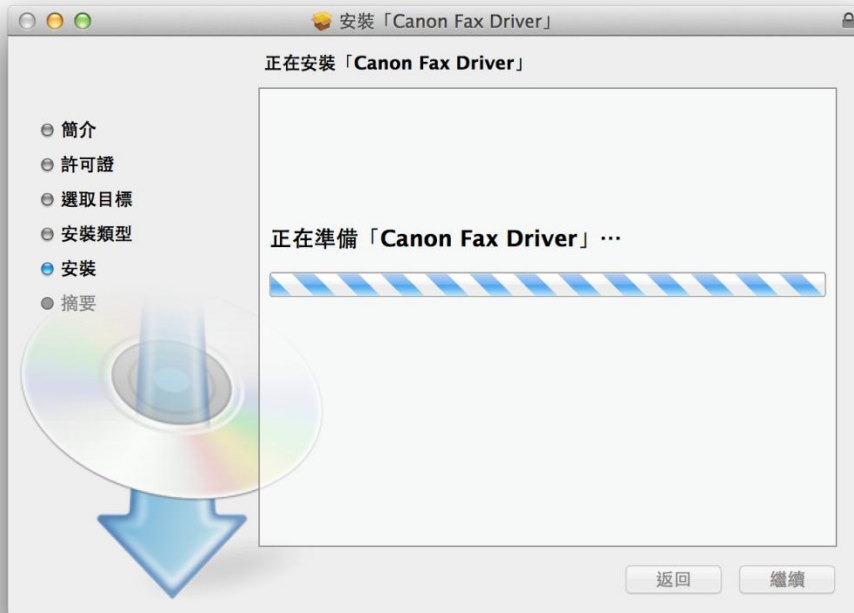 安裝「Canon Fax Driver」
正在安裝「Canon Fax Driver」
簡介
許可證
選取目標
安裝類型
安裝
摘要
正在準備「Canon Fax Driver」…
返回
繼續